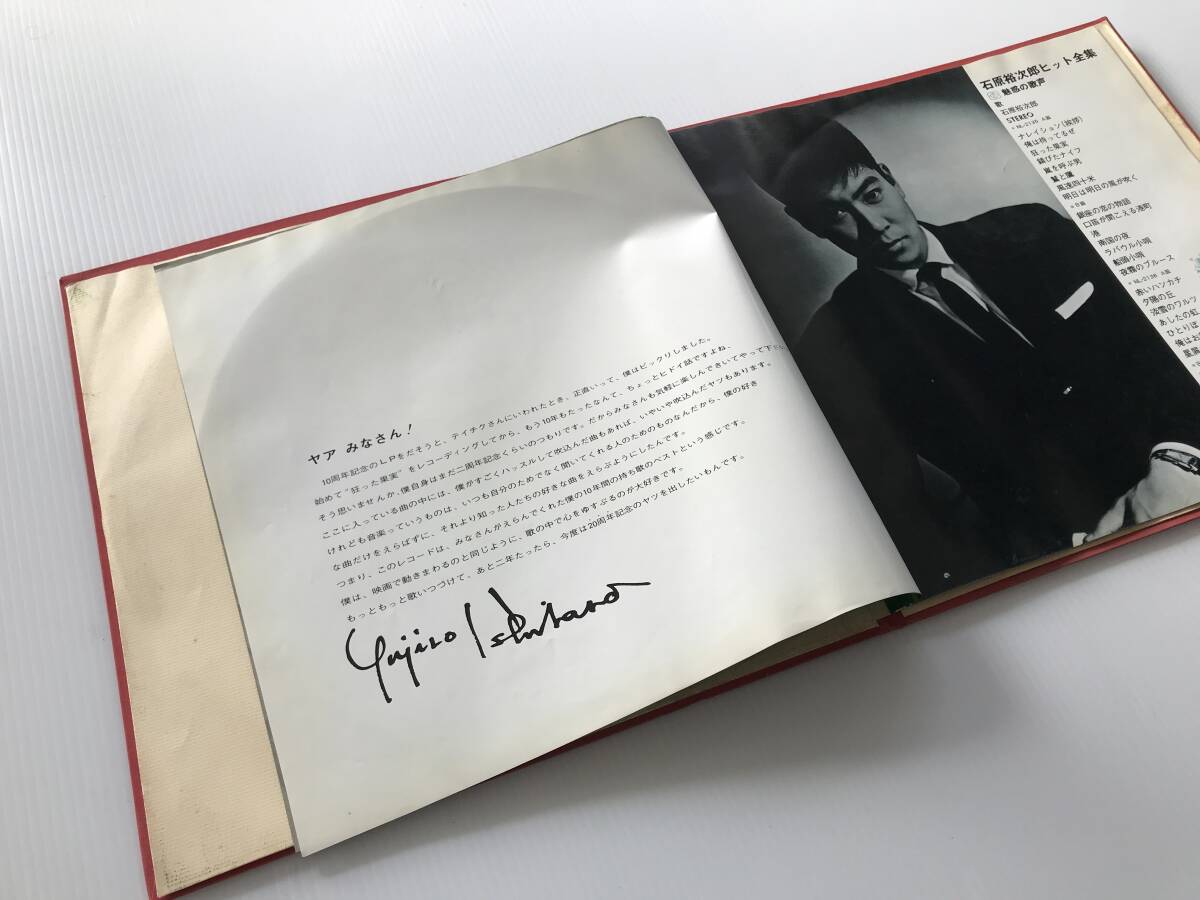 ヤア みなさん!
10周年記念のLPをだそうと、テイチクさんにいわれたとき、正直いって、僕はビックリしました。
始めて“狂った果実”をレコーディングしてから、もう10年もたったなんて、ちょっとヒドイ話ですよね、
そう思いませんか、僕自身はまだ二周年記念くらいのつもりです。だからみなさんも気軽に楽しんできいてやって下さい。
ここに入っている曲の中には、僕がすごくハッスルして吹込んだ曲もあれば、いやいや吹込んだヤツもあります。
けれども音楽っていうものは、いつも自分のためでなく聞いてくれる人のためのものなんだから、僕の好き
な曲だけをえらばずに、それより知った人たちの好きな曲をえらぶようにしたんです。
つまり、このレコードは、みなさんがえらんでくれた僕の10年間の持ち歌のベストという感じです。
僕は、映画で動きまわるのと同じように、歌の中で心をゆすぶるのが大好きです。
もっともっと歌いつづけて、あと二年たったら、今度は20周年記念のヤツを出したいもんです。
Yujiro Ishihara
石原裕次郎ヒット全集
魅惑の歌声
歌 石原裕次郎
STEREO
NL-2135 A面
ナレイション(挨拶)
俺は待ってるぜ
狂った果実
錆びたナイフ
嵐を呼ぶ男
鷲と鷹
風速四十米
明日は明日の風が吹く
B面
銀座の恋の物語
口笛が聞こえる港町
港
南国の夜
ラバウル小唄
船頭小唄
夜霧のブルース
NL-2136 A面
赤いハンカチ
夕陽の丘
淡雪のワルツ
あしたの虹
ひとりぼ
俺はお